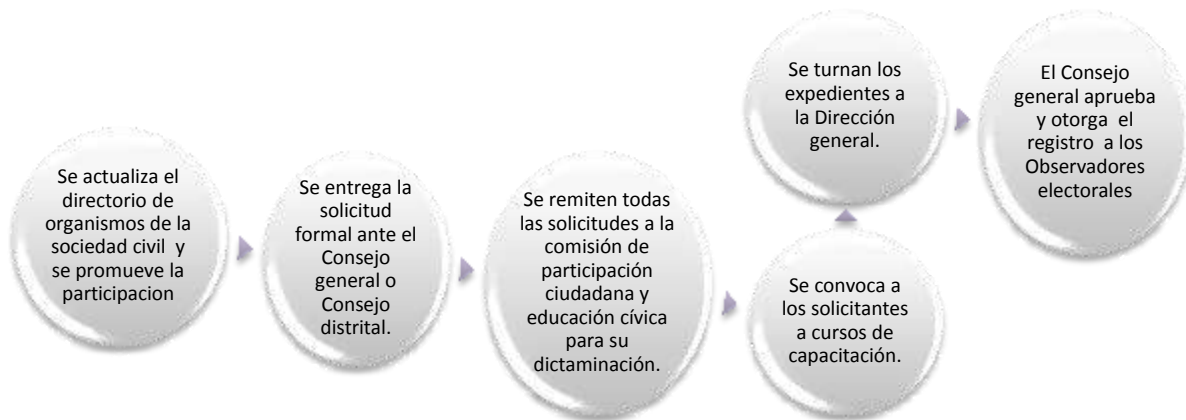 Se actualiza el
directorio de
organismos de la
sociedad civil y
se promueve la
participacion
Se entrega la
solicitud
formal ante el
Consejo
general o
Consejo
distrital.
Se remiten todas
las solicitudes a la
comisión de
participación
ciudadana y
educación cívica
para su
dictaminación.
Se convoca a
los solicitantes
a cursos de
capacitación.
Se turnan los
expedientes a
la Dirección
general.
El Consejo
general aprueba
y otorga el
registro a los
Observadores
electorales